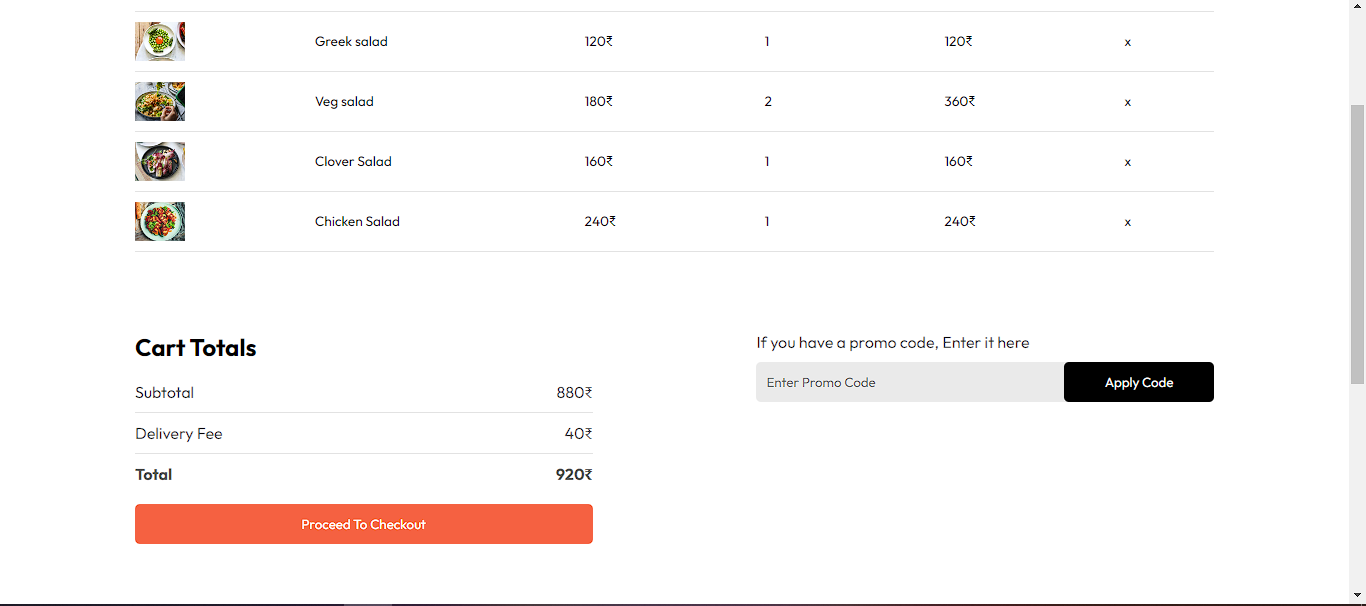 Greek salad 120₹ 1 120₹ x
Veg salad 180₹ 2 360₹ x
Clover Salad 160₹ 1 160₹ x
Chicken Salad 240₹ 1 240₹ x
Cart Totals
Subtotal 880₹
Delivery Fee 40₹
Total 920₹
Proceed To Checkout
If you have a promo code, Enter it here
Enter Promo Code Apply Code